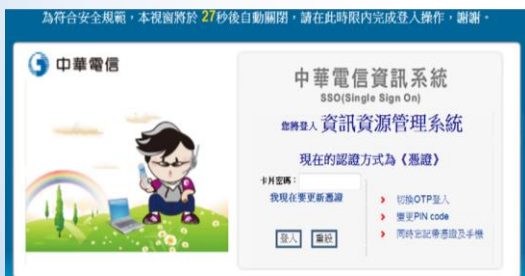 為符合安全規範，本視窗將於 27秒後自動關閉，請在此時限內完成登入操作，謝謝。
中華電信
中華電信資訊系統
SSO(Single Sign On)
您將登入 資訊資源管理系統
現在的認證方式為《憑證》
卡片密碼：
我現在要更新憑證
登入 重設
切換OTP登入
變更PIN code
同時忘記帶憑證及手機